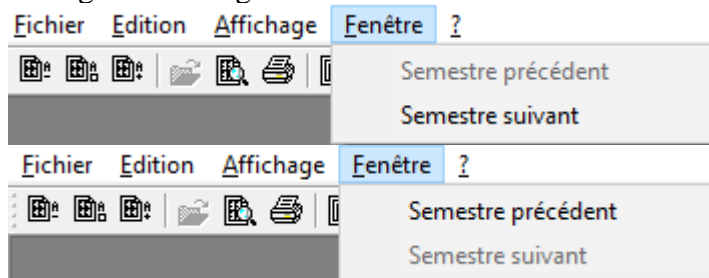 Fichier Edition Affichage Fenêtre ?
Semestre précédent
Semestre suivant
Fichier Edition Affichage Fenêtre ?
Semestre précédent
Semestre suivant